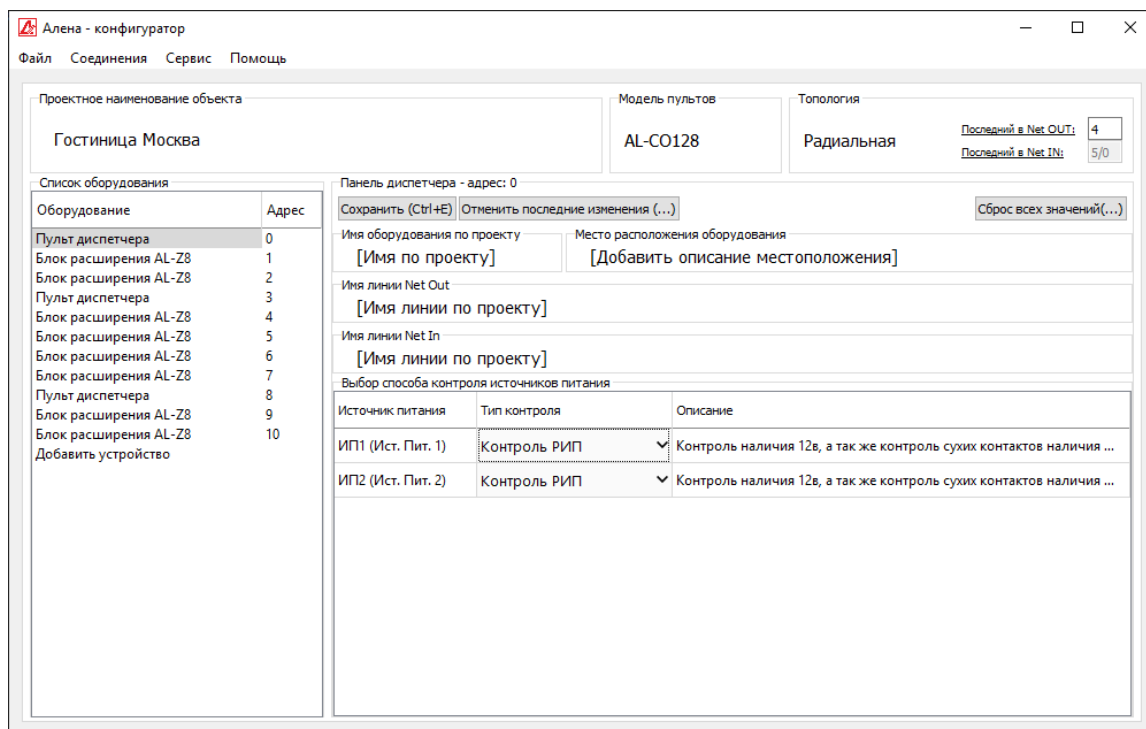 Алена - конфигуратор
Файл Соединения Сервис Помощь
Проектное наименование объекта
Гостиница Москва
Модель пультов
AL-CO128
Топология
Радиальная
Последний в Net OUT: 4
Последний в Net IN: 5/0
Список оборудования
Оборудование Адрес
Пульт диспетчера 0
Блок расширения AL-Z8 1
Блок расширения AL-Z8 2
Пульт диспетчера 3
Блок расширения AL-Z8 4
Блок расширения AL-Z8 5
Блок расширения AL-Z8 6
Блок расширения AL-Z8 7
Пульт диспетчера 8
Блок расширения AL-Z8 9
Блок расширения AL-Z8 10
Добавить устройство
Панель диспетчера - адрес: 0
Сохранить (Ctrl+E) Отменить последние изменения (...) Сброс всех значений(...)
Имя оборудования по проекту
[Имя по проекту]
Место расположения оборудования
[Добавить описание местоположения]
Имя линии Net Out
[Имя линии по проекту]
Имя линии Net In
[Имя линии по проекту]
Выбор способа контроля источников питания
Источник питания Тип контроля Описание
ИП1 (Ист. Пит. 1) Контроль РИП Контроль наличия 12в, а так же контроль сухих контактов наличия ...
ИП2 (Ист. Пит. 2) Контроль РИП Контроль наличия 12в, а так же контроль сухих контактов наличия ...